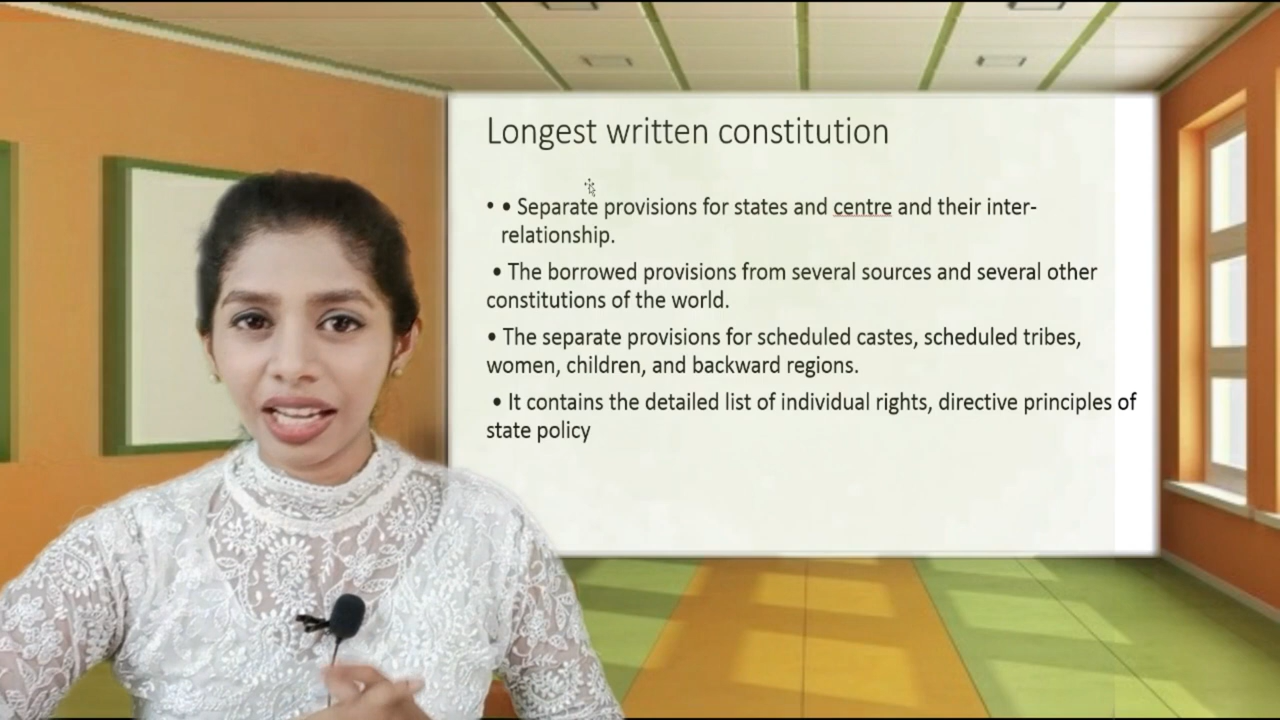 Longest written constitution
• • Separate provisions for states and centre and their inter-
relationship.
• The borrowed provisions from several sources and several other
constitutions of the world.
• The separate provisions for scheduled castes, scheduled tribes,
women, children, and backward regions.
• It contains the detailed list of individual rights, directive principles of
state policy